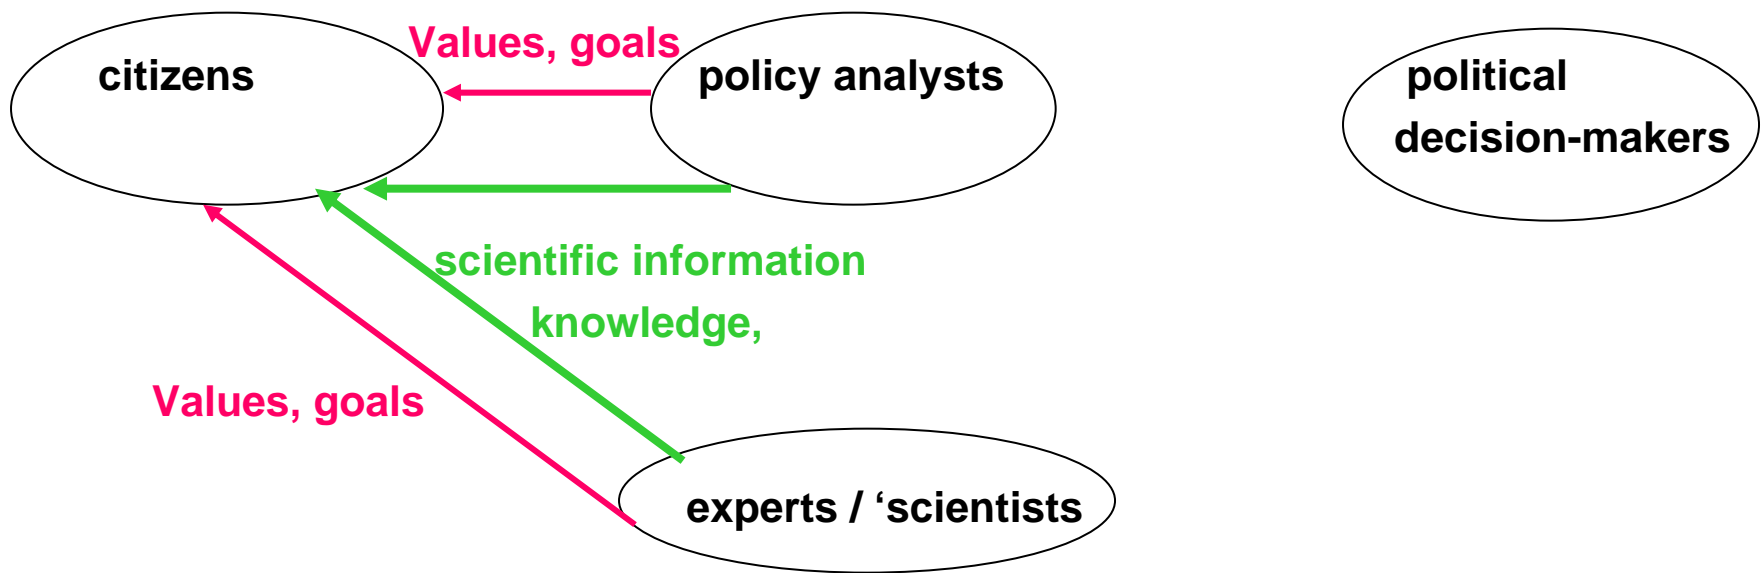 Values, goals
citizens
policy analysts
political
decision-makers
scientific information
knowledge,
Values, goals
experts / ‘scientists